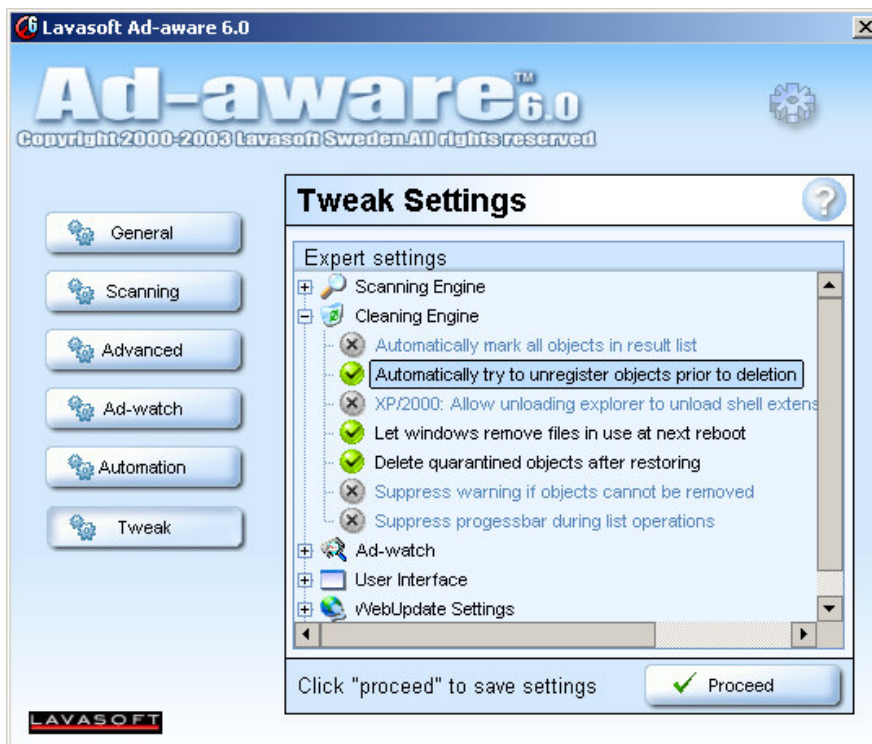 Lavasoft Ad-aware 6.0
Ad-aware™ 6.0
Copyright 2000-2003 Lavasoft Sweden All rights reserved
General
Scanning
Advanced
Ad-watch
Automation
Tweak
LAVASOFT
Tweak Settings
Expert settings
Scanning Engine
Cleaning Engine
Automatically mark all objects in result list
Automatically try to unregister objects prior to deletion
XP/2000: Allow unloading explorer to unload shell extens
Let windows remove files in use at next reboot
Delete quarantined objects after restoring
Suppress warning if objects cannot be removed
Suppress progessbar during list operations
Ad-watch
User Interface
WebUpdate Settings
Click "proceed" to save settings
Proceed